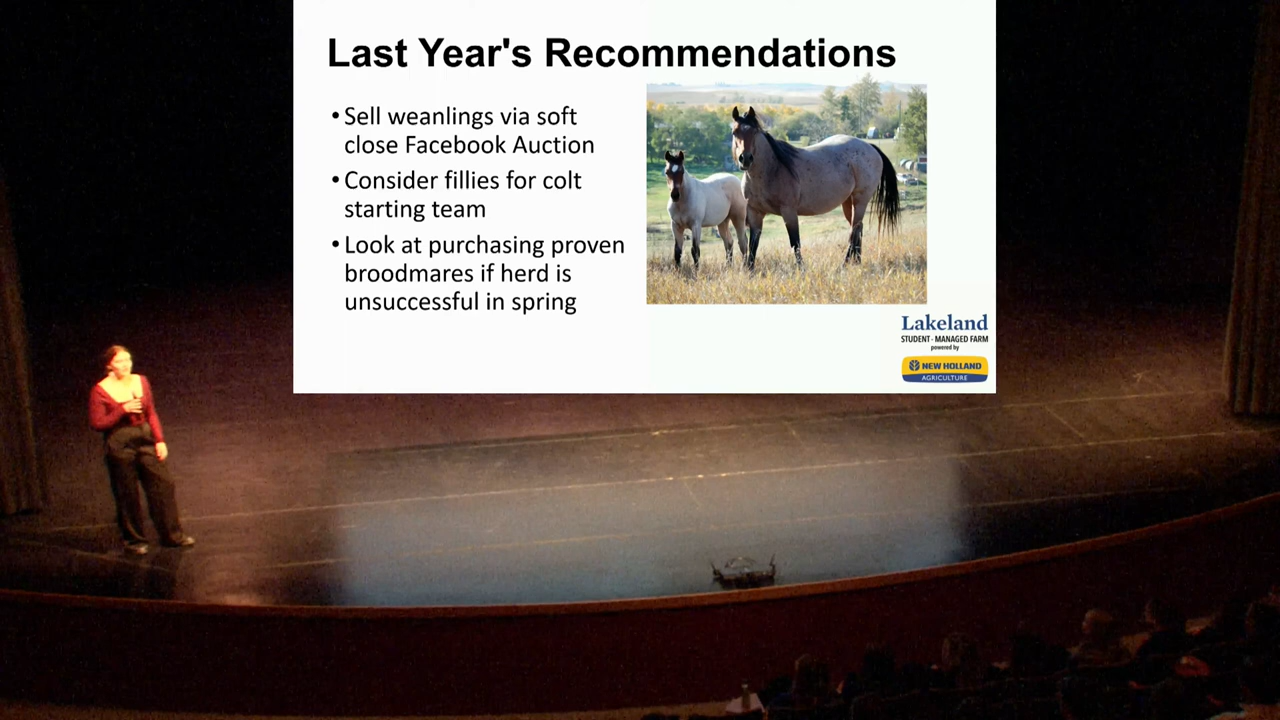 Last Year's Recommendations
• Sell weanlings via soft
close Facebook Auction
• Consider fillies for colt
starting team
• Look at purchasing proven
broodmares if herd is
unsuccessful in spring
Lakeland
STUDENT-MANAGED FARM
powered by
NEW HOLLAND
AGRICULTURE